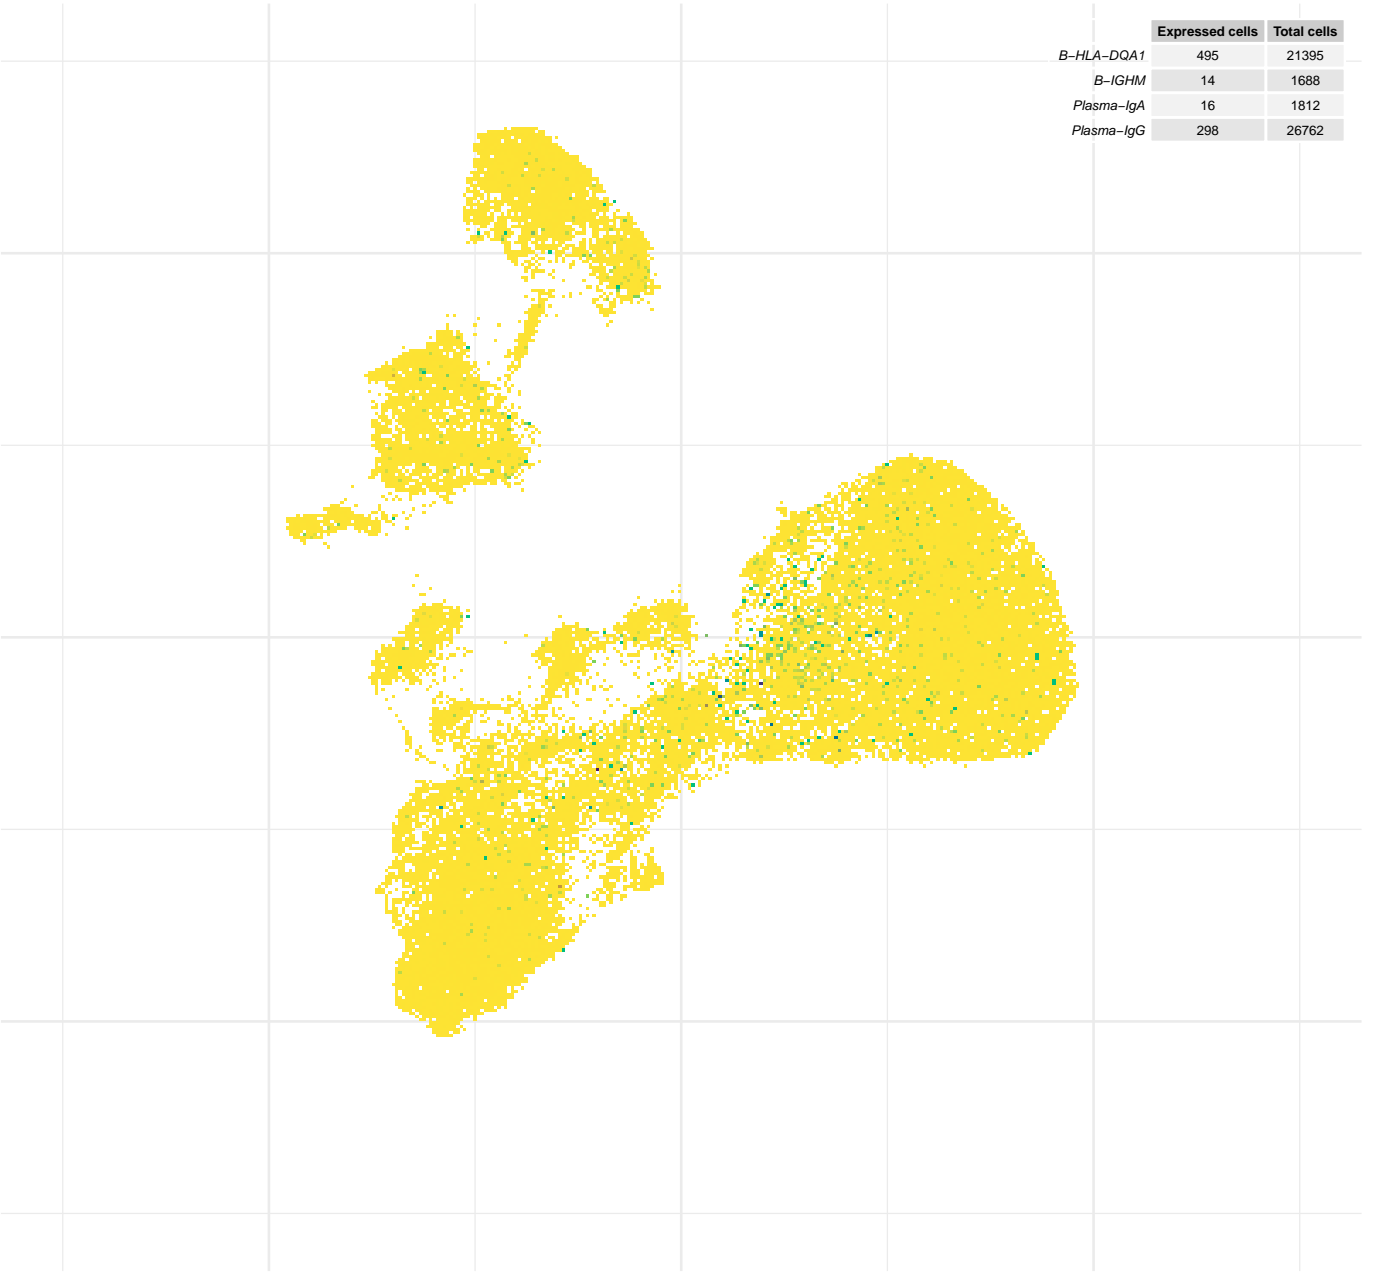 Expressed cells Total cells
B−HLA−DQA1 495 21395
B−IGHM 14 1688
Plasma−IgA 16 1812
Plasma−IgG 298 26762